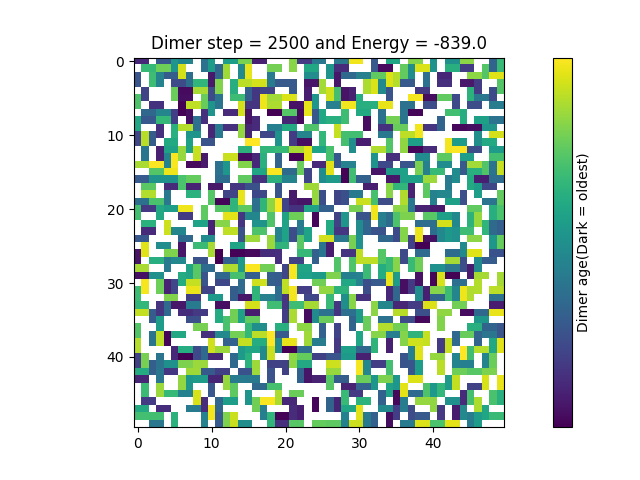 Dimer step = 2500 and Energy = -839.0
0
10
20
30
40
0 10 20 30 40
Dimer age(Dark = oldest)